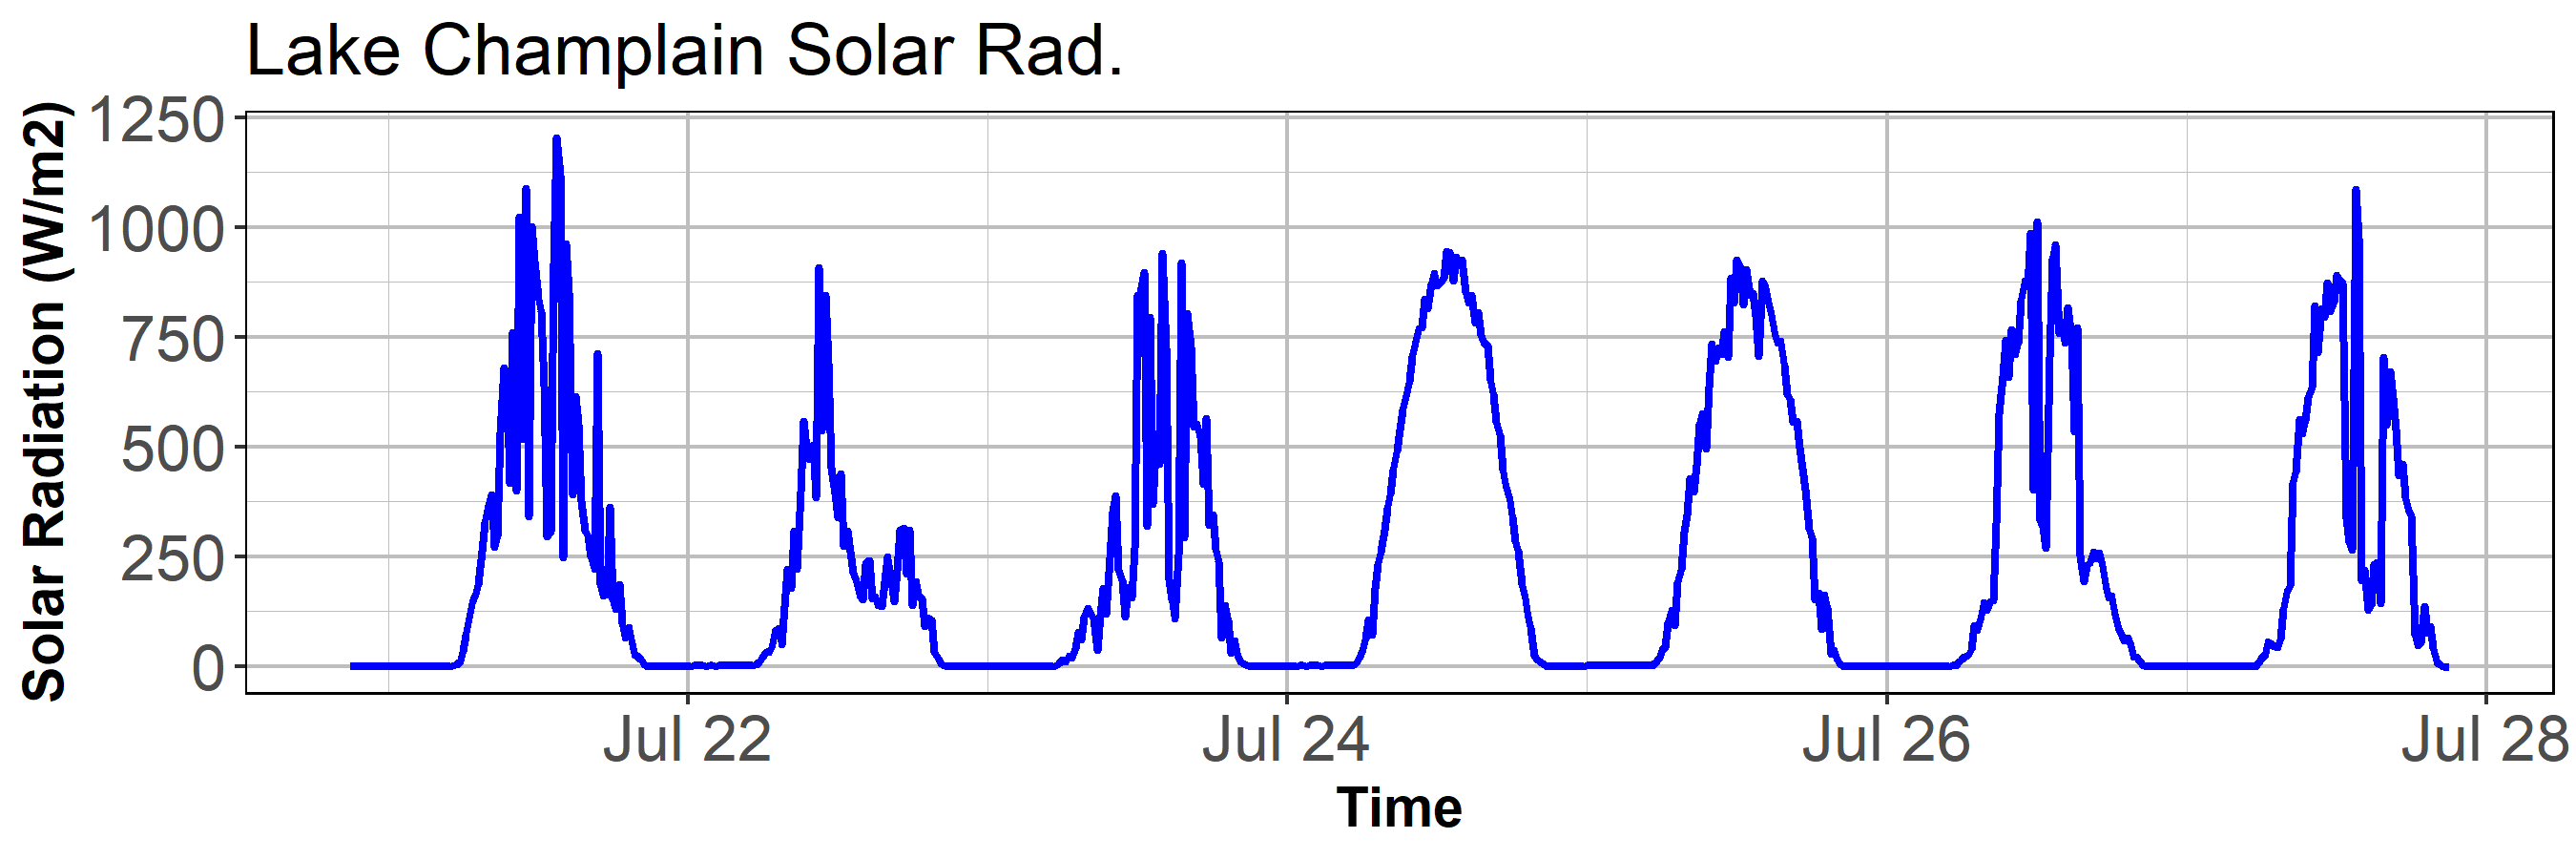 Lake Champlain Solar Rad.
Solar Radiation (W/m2)
1250
1000
750
500
250
0
Jul 22 Jul 24 Jul 26 Jul 28
Time